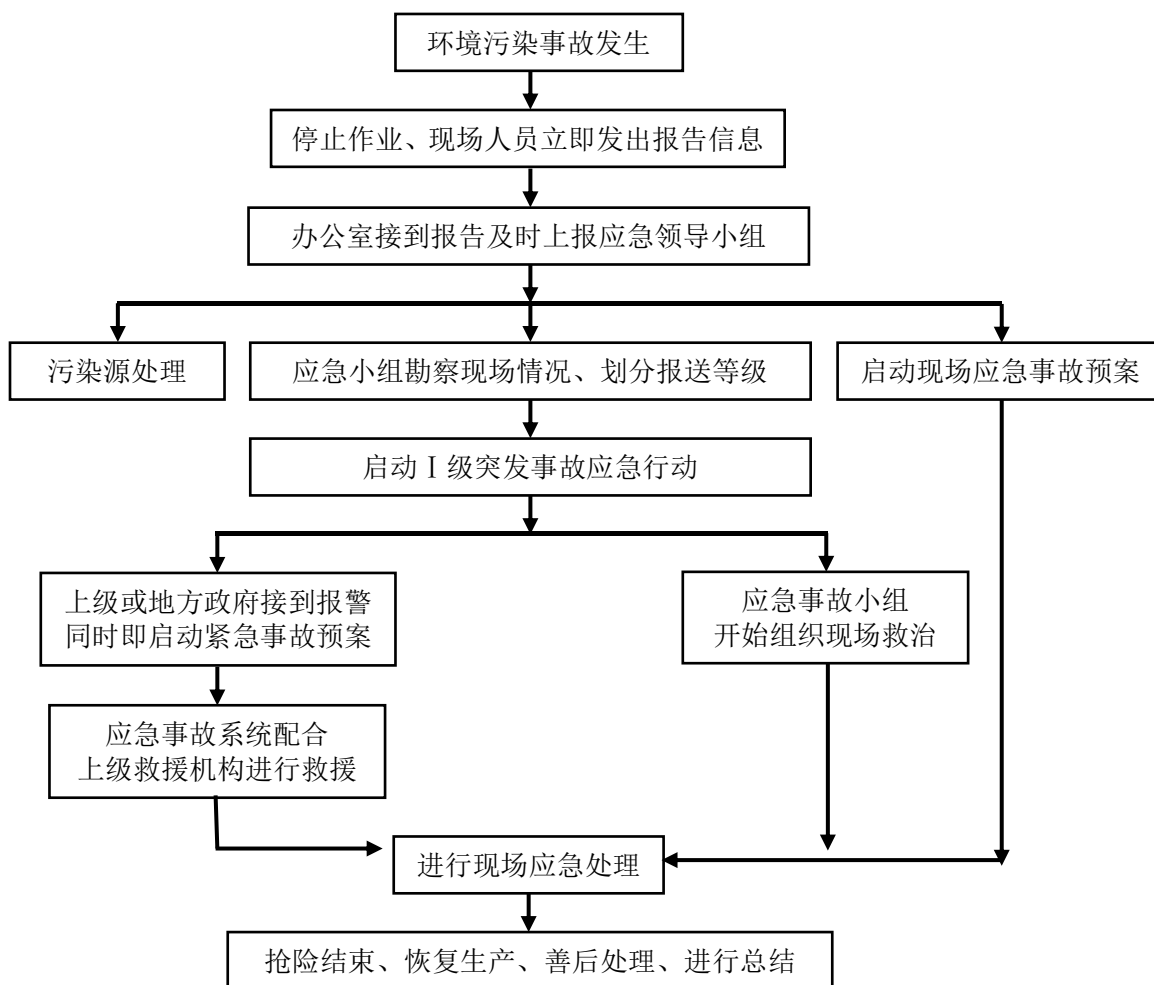 环境污染事故发生
停止作业、现场人员立即发出报告信息
办公室接到报告及时上报应急领导小组
污染源处理
应急小组勘察现场情况、划分报送等级
启动现场应急事故预案
启动Ⅰ级突发事故应急行动
上级或地方政府接到报警
同时即启动紧急事故预案
应急事故小组
开始组织现场救治
应急事故系统配合
上级救援机构进行救援
进行现场应急处理
抢险结束、恢复生产、善后处理、进行总结